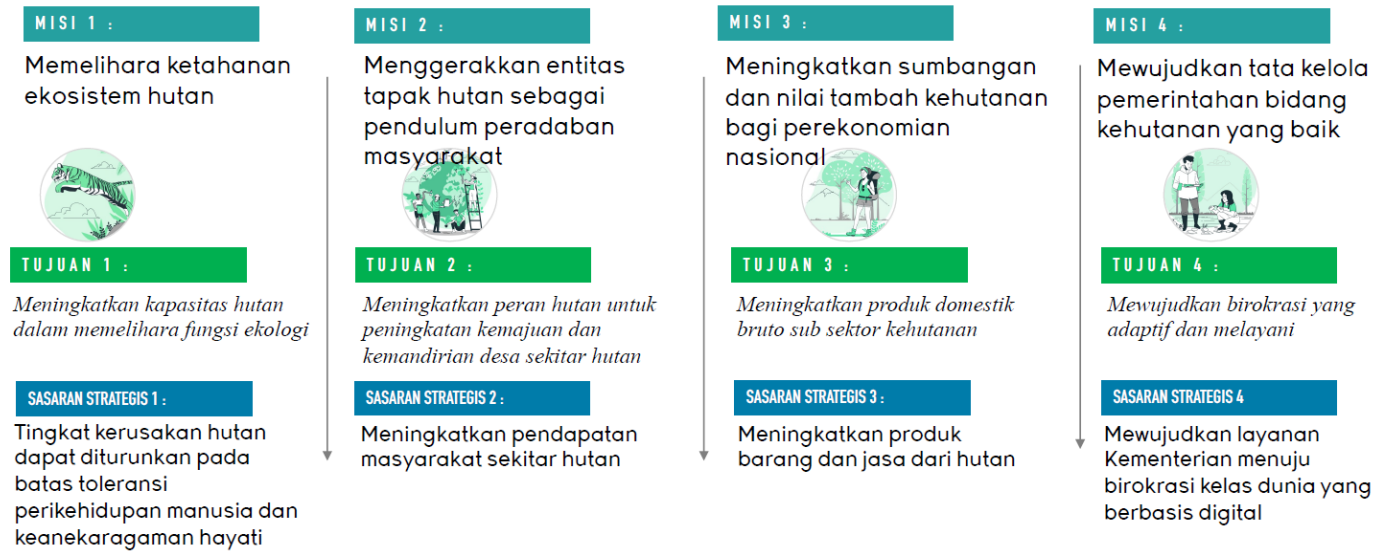 MISI 1 :
Memelihara ketahanan
ekosistem hutan
TUJUAN 1 :
Meningkatkan kapasitas hutan
dalam memelihara fungsi ekologi
SASARAN STRATEGIS 1 :
Tingkat kerusakan hutan
dapat diturunkan pada
batas toleransi
perikehidupan manusia dan
keanekaragaman hayati
MISI 2 :
Menggerakkan entitas
tapak hutan sebagai
pendulum peradaban
masyarakat
TUJUAN 2 :
Meningkatkan peran hutan untuk
peningkatan kemajuan dan
kemandirian desa sekitar hutan
SASARAN STRATEGIS 2 :
Meningkatkan pendapatan
masyarakat sekitar hutan
MISI 3 :
Meningkatkan sumbangan
dan nilai tambah kehutanan
bagi perekonomian
nasional
TUJUAN 3 :
Meningkatkan produk domestik
bruto sub sektor kehutanan
SASARAN STRATEGIS 3 :
Meningkatkan produk
barang dan jasa dari hutan
MISI 4 :
Mewujudkan tata kelola
pemerintahan bidang
kehutanan yang baik
TUJUAN 4 :
Mewujudkan birokrasi yang
adaptif dan melayani
SASARAN STRATEGIS 4
Mewujudkan layanan
Kementerian menuju
birokrasi kelas dunia yang
berbasis digital